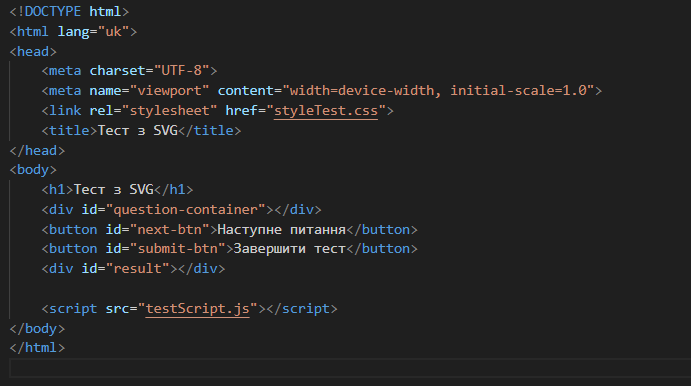 <!DOCTYPE html>
<html lang="uk">
<head>
    <meta charset="UTF-8">
    <meta name="viewport" content="width=device-width, initial-scale=1.0">
    <link rel="stylesheet" href="styleTest.css">
    <title>Тест з SVG</title>
</head>
<body>
    <h1>Тест з SVG</h1>
    <div id="question-container"></div>
    <button id="next-btn">Наступне питання</button>
    <button id="submit-btn">Завершити тест</button>
    <div id="result"></div>

    <script src="testScript.js"></script>
</body>
</html>